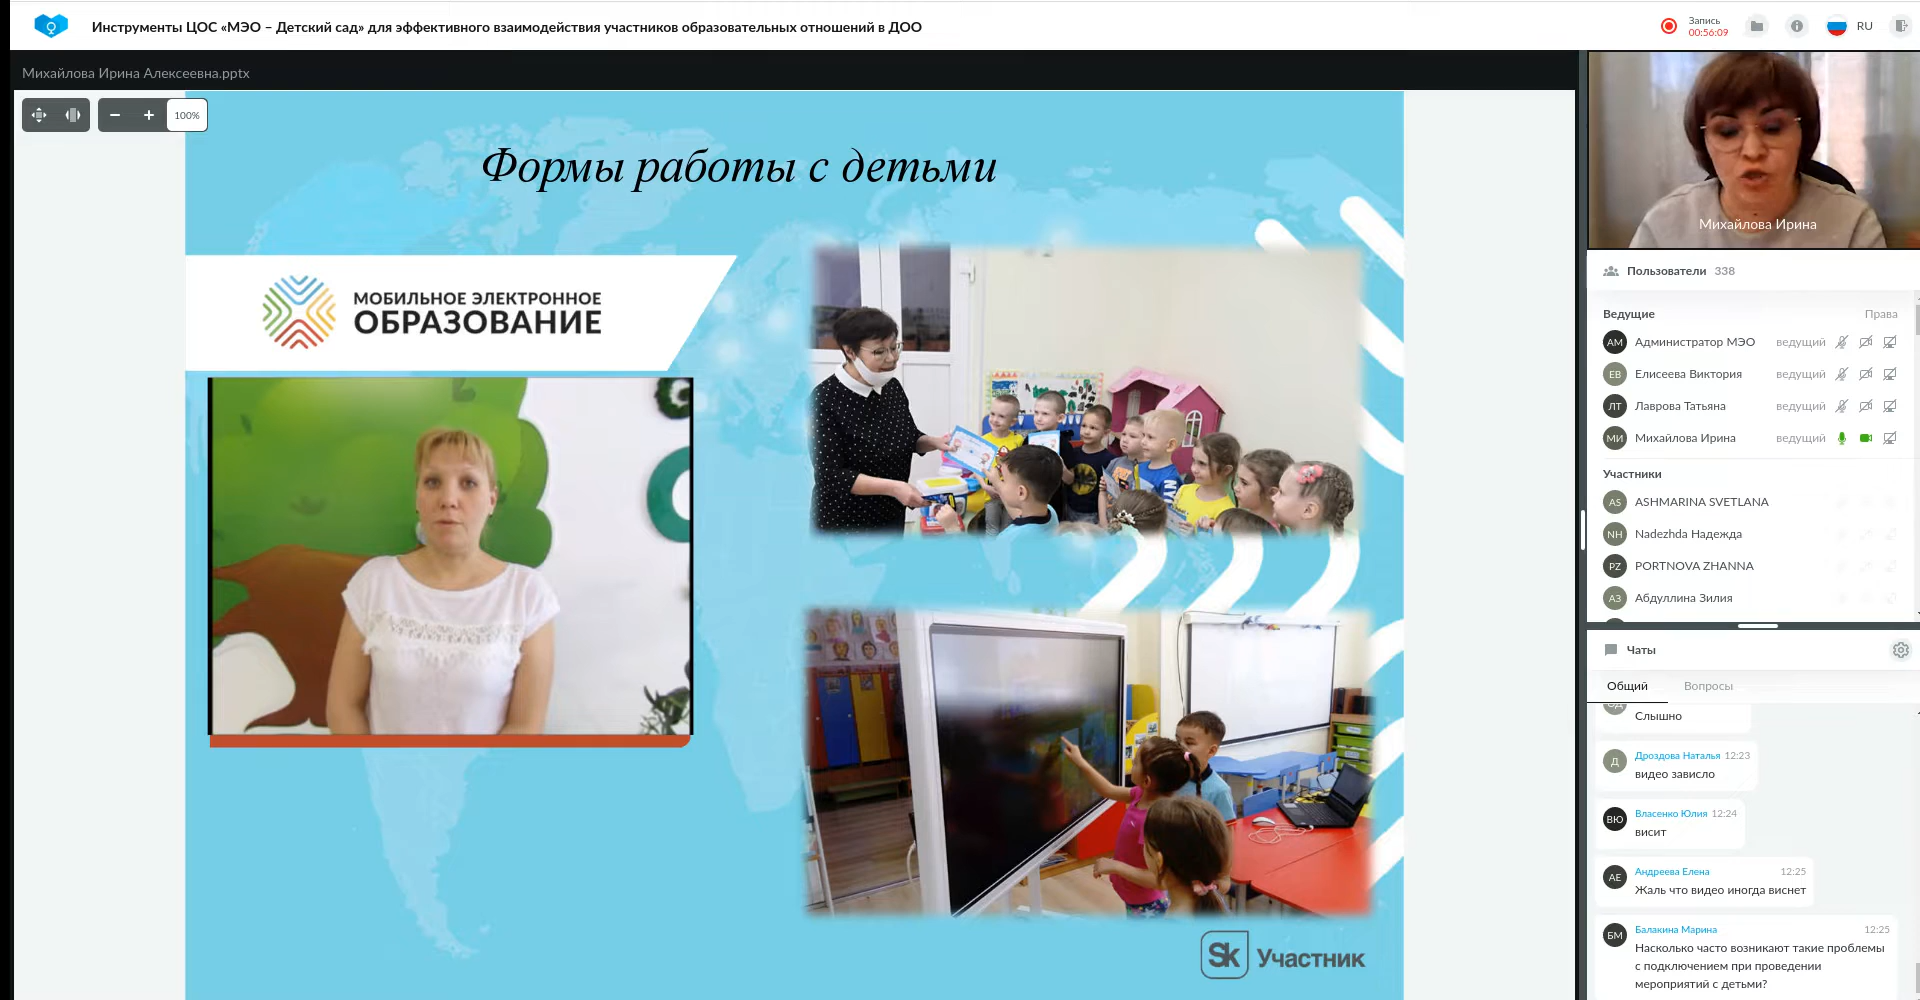 Инструменты ЦОС «МЭО – Детский сад» для эффективного взаимодействия участников образовательных отношений в ДОО
Запись
00:56:09
RU
Михайлова Ирина Алексеевна.pptx
100%
Формы работы с детьми
МОБИЛЬНОЕ ЭЛЕКТРОННОЕ
ОБРАЗОВАНИЕ
Sk Участник
Михайлова Ирина
Пользователи 338
Ведущие Права
АМ Администратор МЭО ведущий
ЕВ Елисеева Виктория ведущий
ЛТ Лаврова Татьяна ведущий
МИ Михайлова Ирина ведущий
Участники
AS ASHMARINA SVETLANA
NH Nadezhda Надежда
PZ PORTNOVA ZHANNA
АЗ Абдуллина Зилия
Чаты
Общий Вопросы
Слышно
Д Дроздова Наталья 12:23
видео зависло
ВЮ Власенко Юлия 12:24
висит
АЕ Андреева Елена 12:25
Жаль что видео иногда виснет
БМ Балакина Марина 12:25
Насколько часто возникают такие проблемы
с подключением при проведении
мероприятий с детьми?